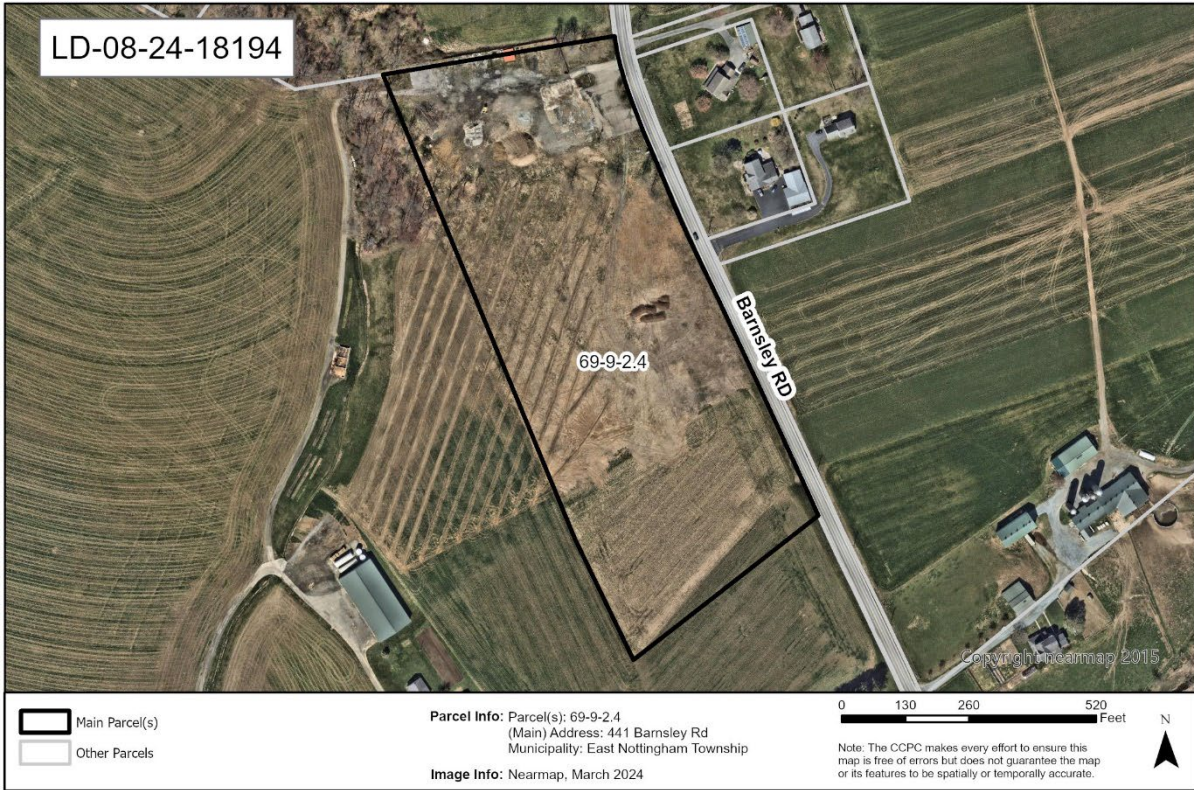 LD-08-24-18194
69-9-2.4
Barnsley RD
Copyright nearmap 2015
Main Parcel(s)
Other Parcels
Parcel Info: Parcel(s): 69-9-2.4
(Main) Address: 441 Barnsley Rd
Municipality: East Nottingham Township
Image Info: Nearmap, March 2024
0 130 260 520
Feet
Note: The CCPC makes every effort to ensure this
map is free of errors but does not guarantee the map
or its features to be spatially or temporally accurate.
N